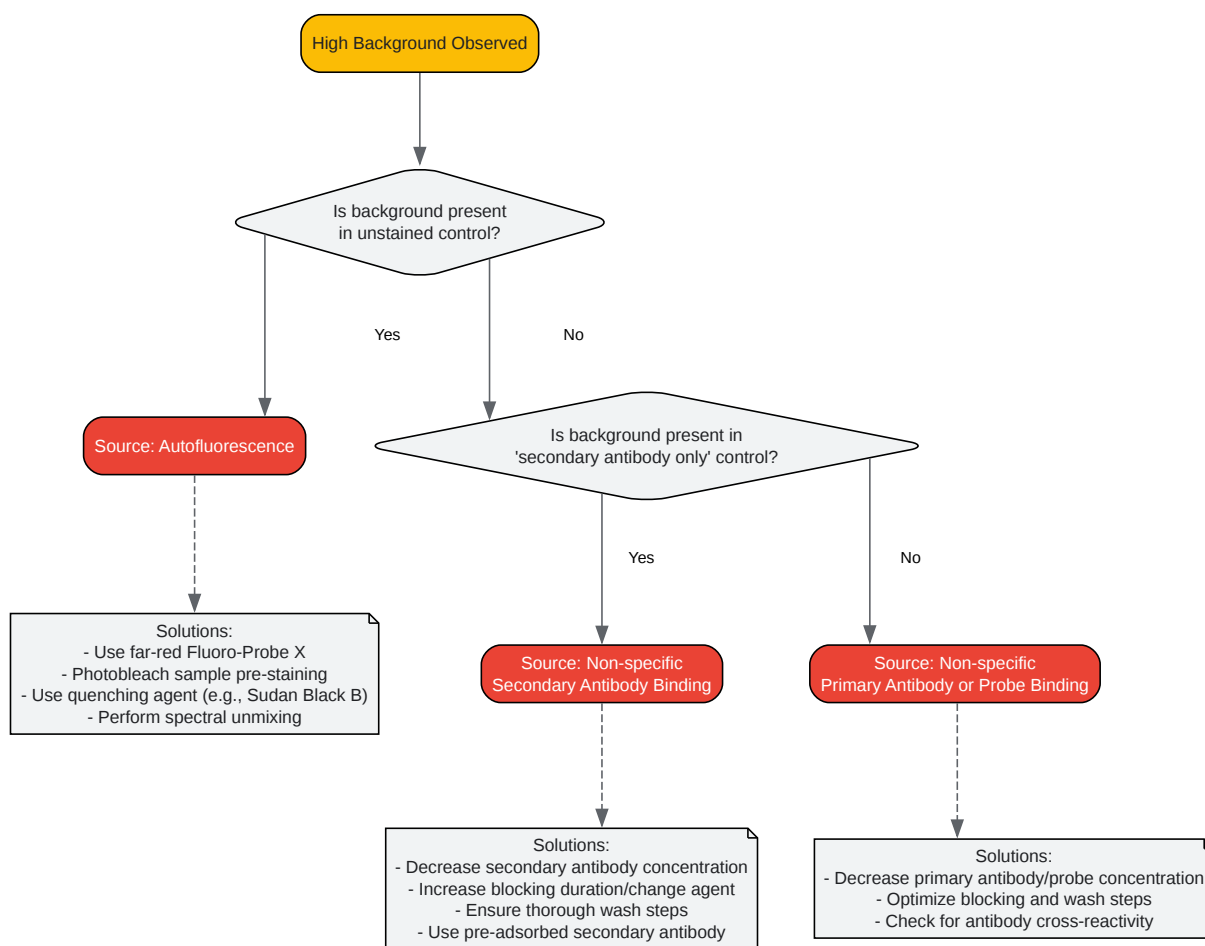 High Background Observed
Is background present
in unstained control?
Yes
No
Source: Autofluorescence
Is background present in
'secondary antibody only' control?
Yes
No
Solutions:
- Use far-red Fluoro-Probe X
- Photobleach sample pre-staining
- Use quenching agent (e.g., Sudan Black B)
- Perform spectral unmixing
Source: Non-specific
Secondary Antibody Binding
Source: Non-specific
Primary Antibody or Probe Binding
Solutions:
- Decrease secondary antibody concentration
- Increase blocking duration/change agent
- Ensure thorough wash steps
- Use pre-adsorbed secondary antibody
Solutions:
- Decrease primary antibody/probe concentration
- Optimize blocking and wash steps
- Check for antibody cross-reactivity